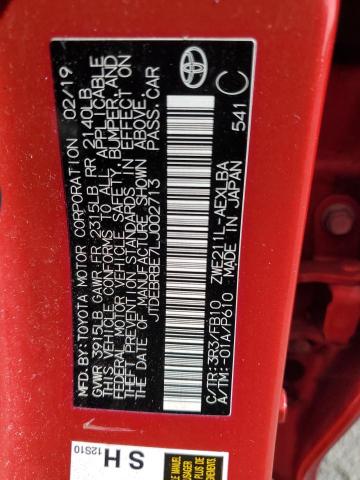 MFD.BY:TOYOTA MOTOR CORPORATION 02/19
GVWR 3915LB GAWR FR 2315LB RR 2140LB
THIS VEHICLE CONFORMS TO ALL APPLICABLE
FEDERAL MOTOR VEHICLE SAFETY, BUMPER, AND
THEFT PREVENTION STANDARDS IN EFFECT ON
THE DATE OF MANUFACTURE SHOWN ABOVE.
JTDEBRBE7LJ002713 PASS.CAR
C/TR:3R3/FB10 ZWE211L-AEXLBA
A/TM:-01A/P610 MADE IN JAPAN 541 C
SH
12S10